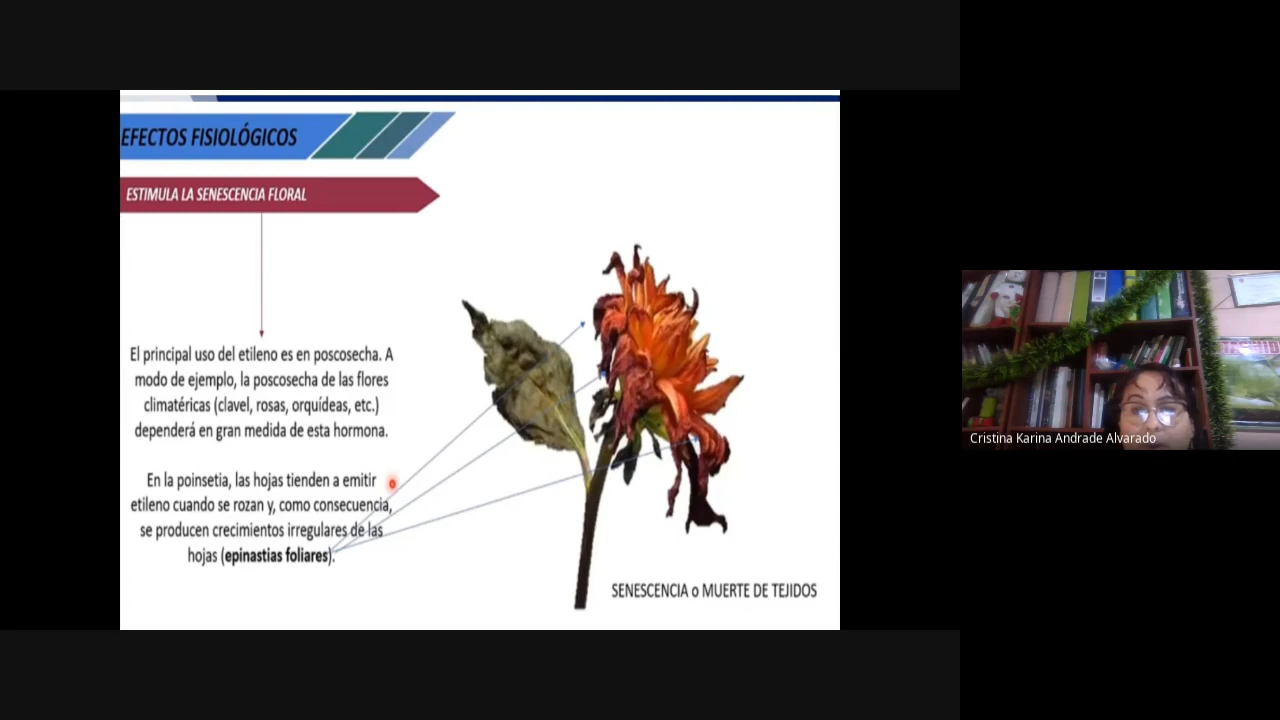 EFECTOS FISIOLÓGICOS
ESTIMULA LA SENESCENCIA FLORAL
El principal uso del etileno es en poscosecha. A
modo de ejemplo, la poscosecha de las flores
climatéricas (clavel, rosas, orquídeas, etc.)
dependerá en gran medida de esta hormona.
En la poinsetia, las hojas tienden a emitir
etileno cuando se rozan y, como consecuencia,
se producen crecimientos irregulares de las
hojas (epinastias foliares).
SENESCENCIA o MUERTE DE TEJIDOS
Cristina Karina Andrade Alvarado